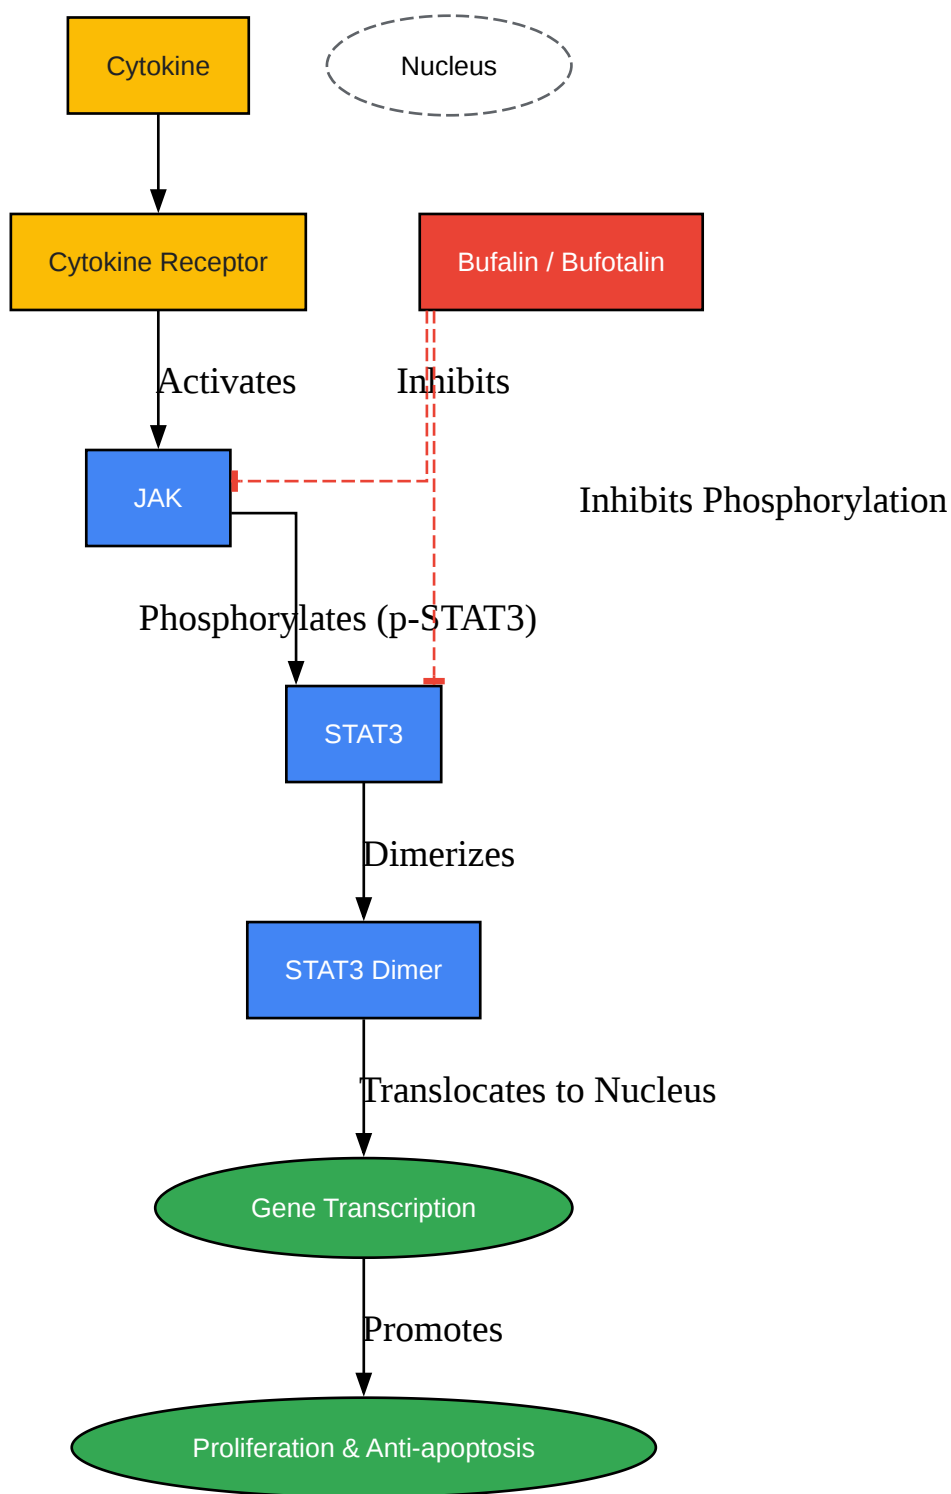 Cytokine
Nucleus
Cytokine Receptor
Bufalin / Bufotalin
Activates
Inhibits
JAK
Inhibits Phosphorylation
Phosphorylates (p-STAT3)
STAT3
Dimerizes
STAT3 Dimer
Translocates to Nucleus
Gene Transcription
Promotes
Proliferation & Anti-apoptosis